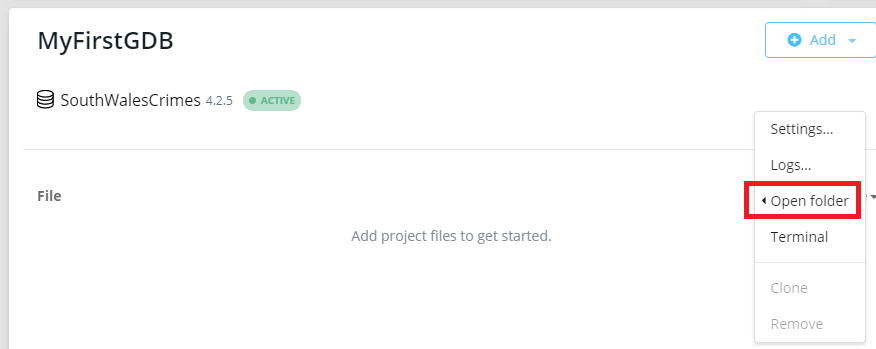 MyFirstGDB
Add
SouthWalesCrimes 4.2.5 ACTIVE
Settings...
Logs...
File
Open folder
Add project files to get started.
Terminal
Clone
Remove